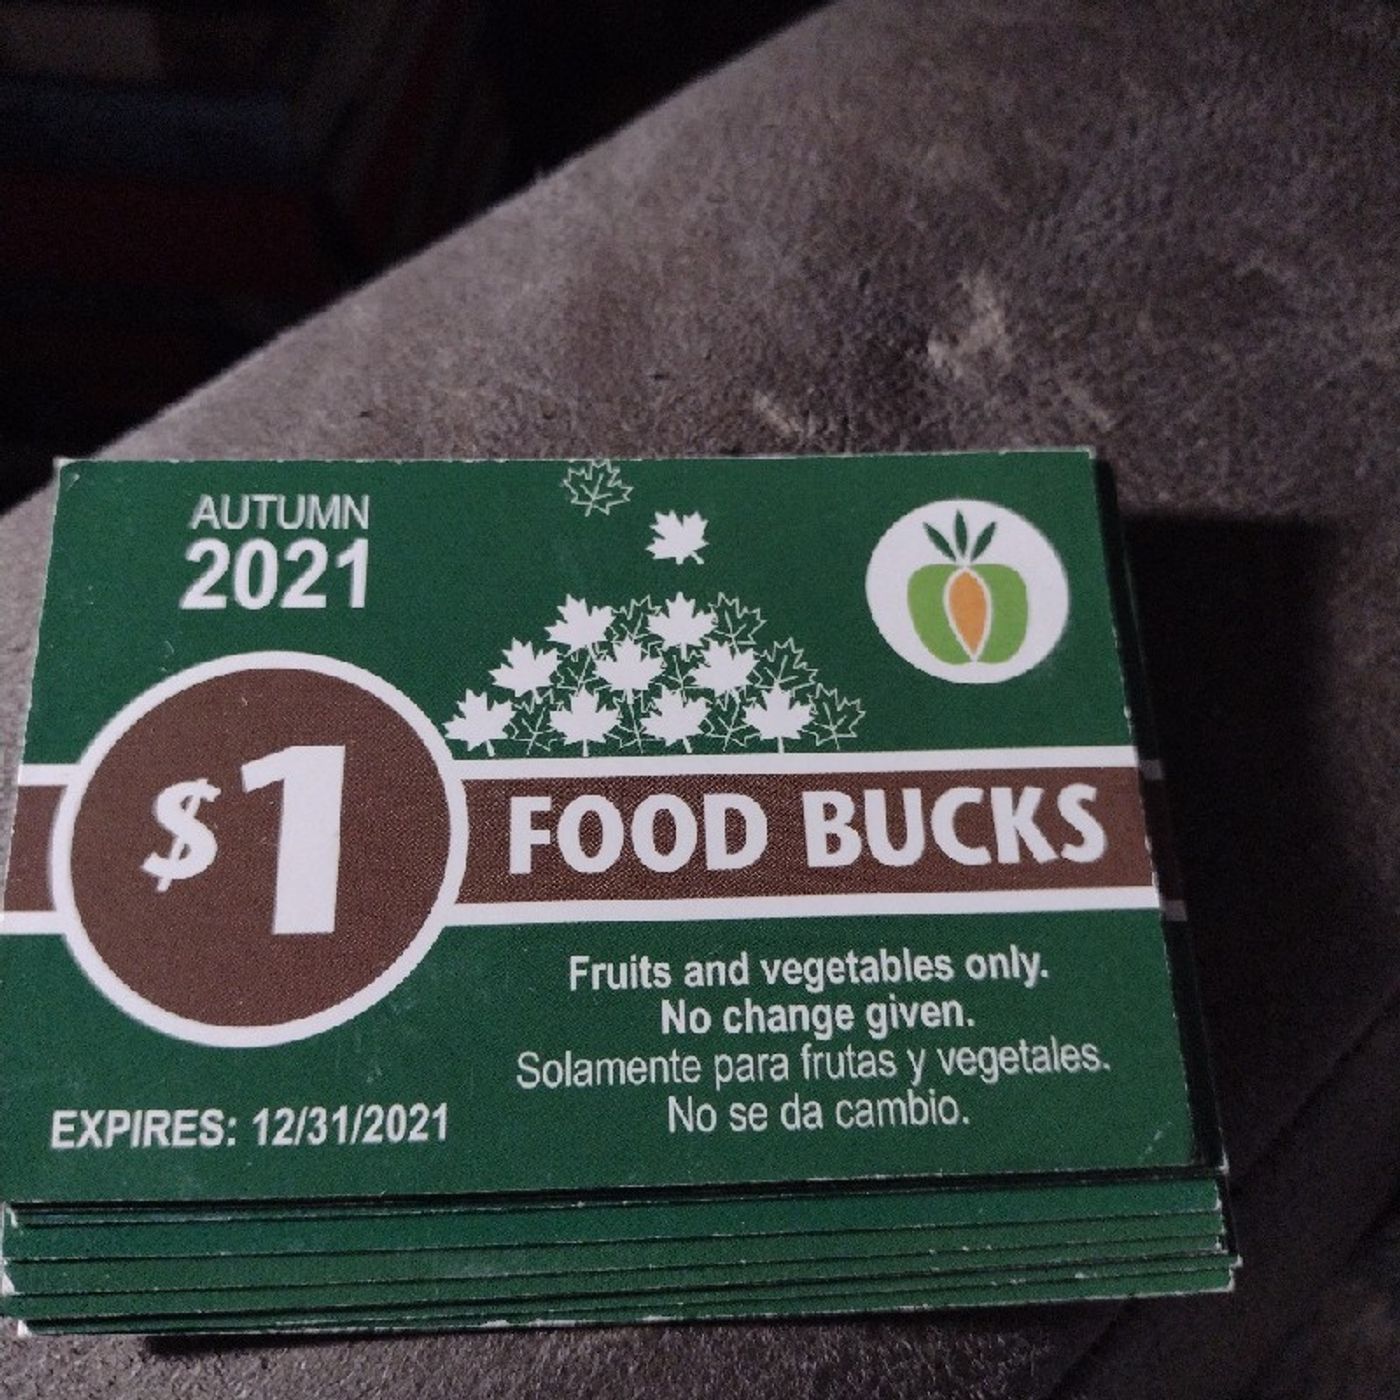 AUTUMN
2021
$1
FOOD BUCKS
Fruits and vegetables only.
No change given.
Solamente para frutas y vegetales.
No se da cambio.
EXPIRES: 12/31/2021